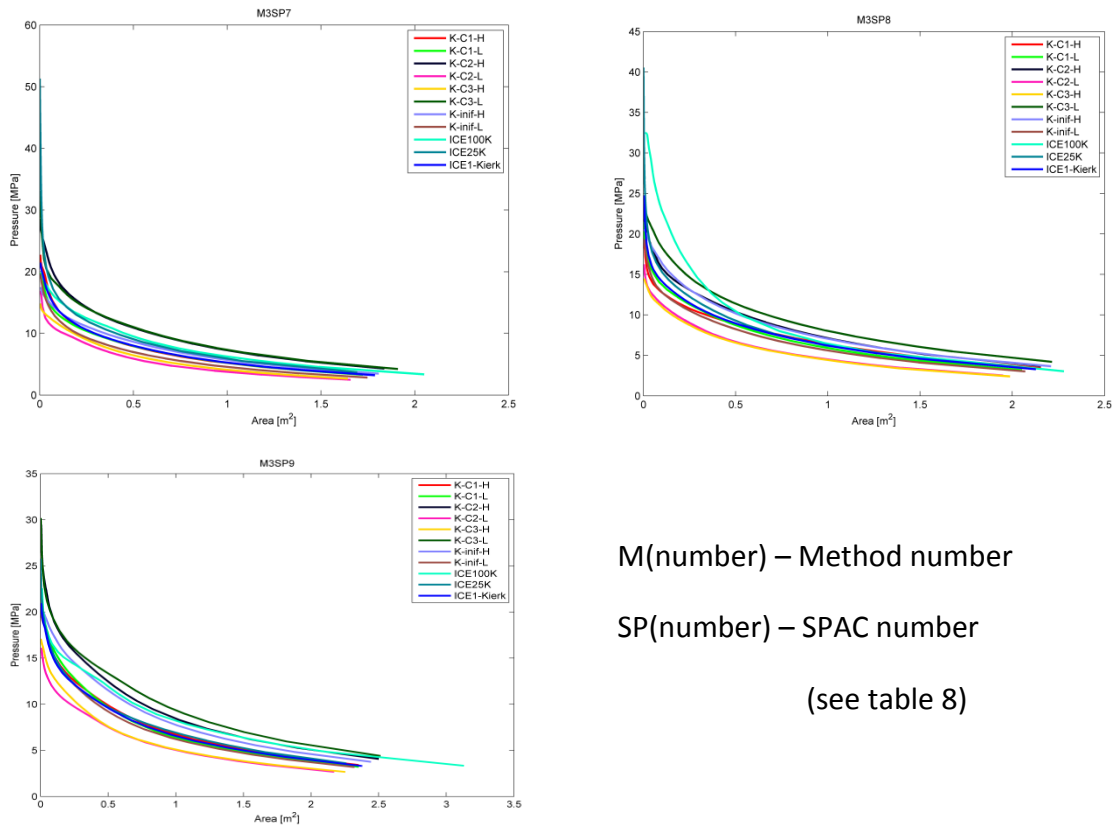 M3SP7
60
50
40
30
20
10
0
Pressure [MPa]
0 0.5 1 1.5 2 2.5
Area [m²]
K-C1-H
K-C1-L
K-C2-H
K-C2-L
K-C3-H
K-C3-L
K-inif-H
K-inif-L
ICE100K
ICE25K
ICE1-Kierk
M3SP8
45
40
35
30
25
20
15
10
5
0
Pressure [MPa]
0 0.5 1 1.5 2 2.5
Area [m²]
K-C1-H
K-C1-L
K-C2-H
K-C2-L
K-C3-H
K-C3-L
K-inif-H
K-inif-L
ICE100K
ICE25K
ICE1-Kierk
M3SP9
35
30
25
20
15
10
5
0
Pressure [MPa]
0 0.5 1 1.5 2 2.5 3 3.5
Area [m²]
K-C1-H
K-C1-L
K-C2-H
K-C2-L
K-C3-H
K-C3-L
K-inif-H
K-inif-L
ICE100K
ICE25K
ICE1-Kierk
M(number) – Method number
SP(number) – SPAC number
(see table 8)